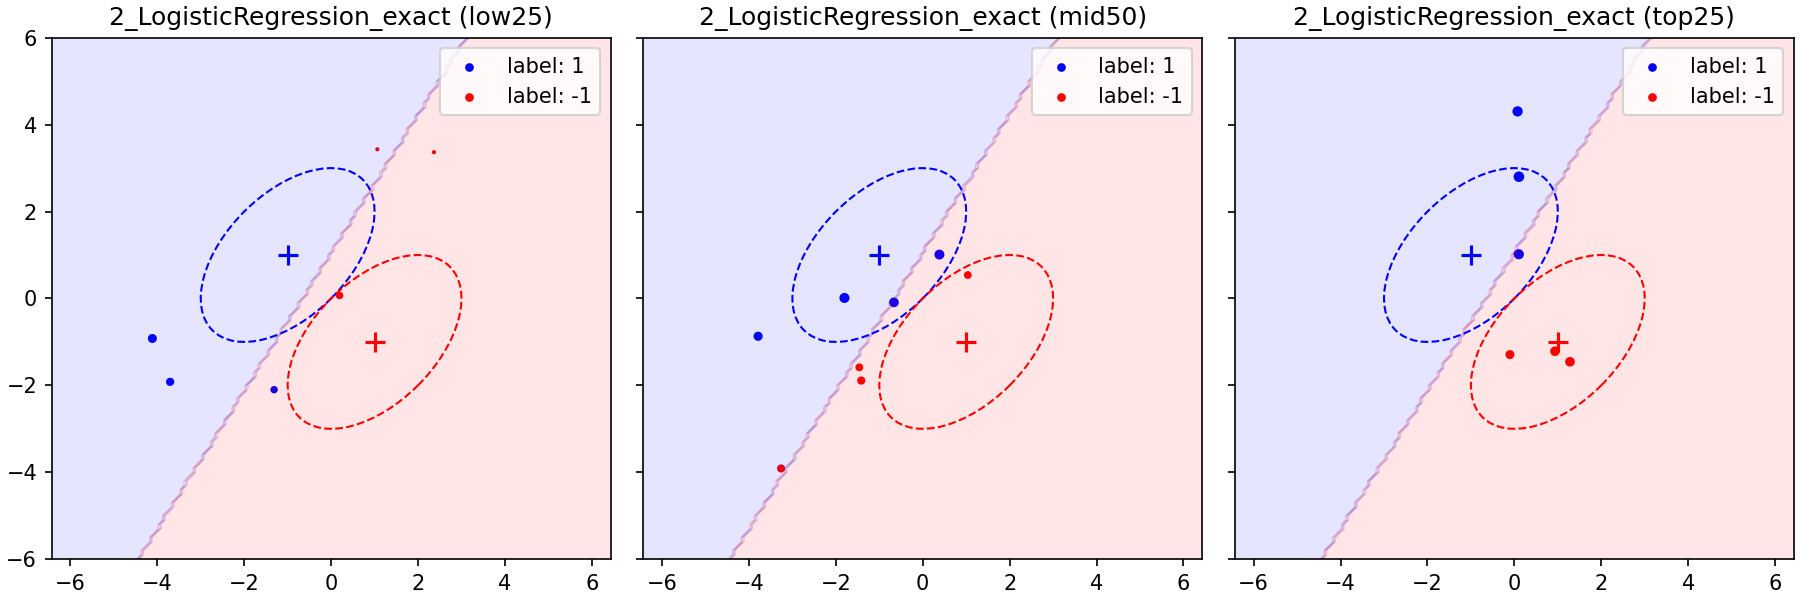 2_LogisticRegression_exact (low25)
2_LogisticRegression_exact (mid50)
2_LogisticRegression_exact (top25)
label: 1
label: -1
label: 1
label: -1
label: 1
label: -1
6
4
2
0
−2
−4
−6
−6 −4 −2 0 2 4 6
−6 −4 −2 0 2 4 6
−6 −4 −2 0 2 4 6